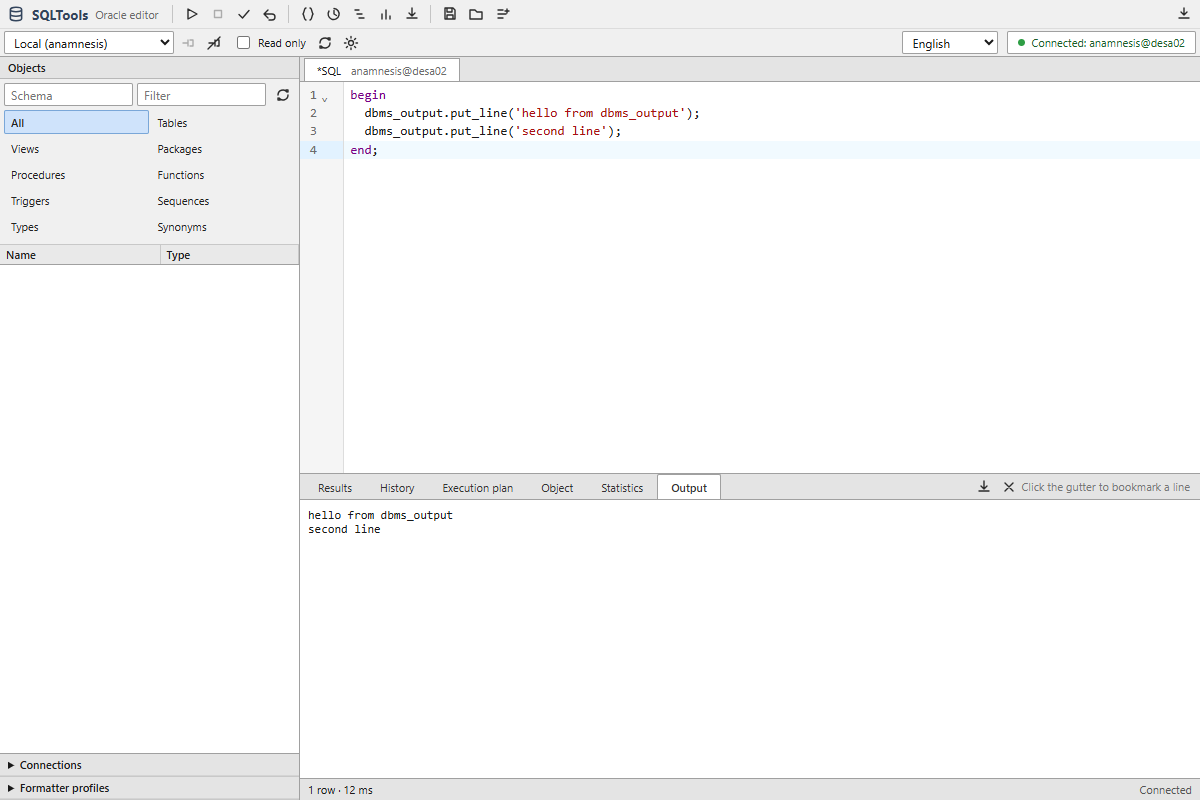 SQLTools Oracle editor
Local (anamnesis) Read only English Connected: anamnesis@desa02
Objects
Schema Filter
All Tables
Views Packages
Procedures Functions
Triggers Sequences
Types Synonyms
Name Type
Connections
Formatter profiles
*SQL anamnesis@desa02
1 begin
2 dbms_output.put_line('hello from dbms_output');
3 dbms_output.put_line('second line');
4 end;
Results History Execution plan Object Statistics Output Click the gutter to bookmark a line
hello from dbms_output
second line
1 row · 12 ms Connected